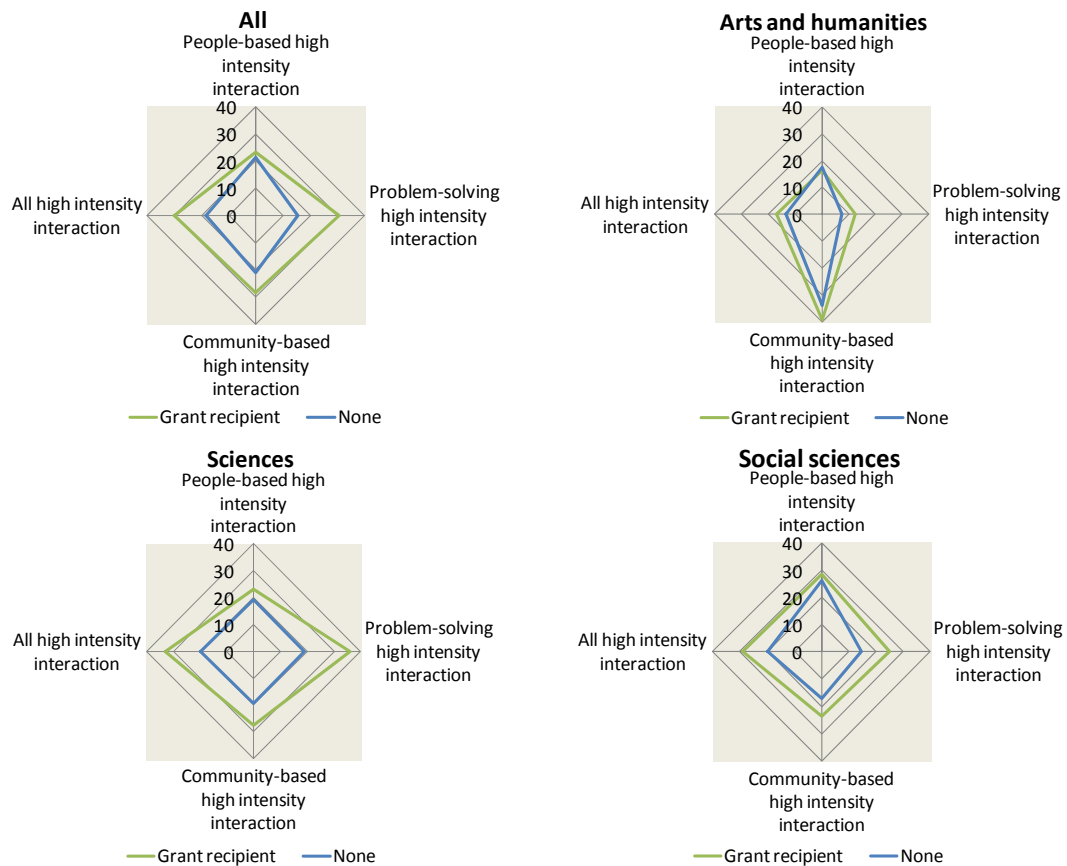 All
People-based high
intensity
interaction
40
30
20
10
0
All high intensity
interaction
Problem-solving
high intensity
interaction
Community-based
high intensity
interaction
Grant recipient
None
Arts and humanities
People-based high
intensity
interaction
40
30
20
10
0
All high intensity
interaction
Problem-solving
high intensity
interaction
Community-based
high intensity
interaction
Grant recipient
None
Sciences
People-based high
intensity
interaction
40
30
20
10
0
All high intensity
interaction
Problem-solving
high intensity
interaction
Community-based
high intensity
interaction
Grant recipient
None
Social sciences
People-based high
intensity
interaction
40
30
20
10
0
All high intensity
interaction
Problem-solving
high intensity
interaction
Community-based
high intensity
interaction
Grant recipient
None